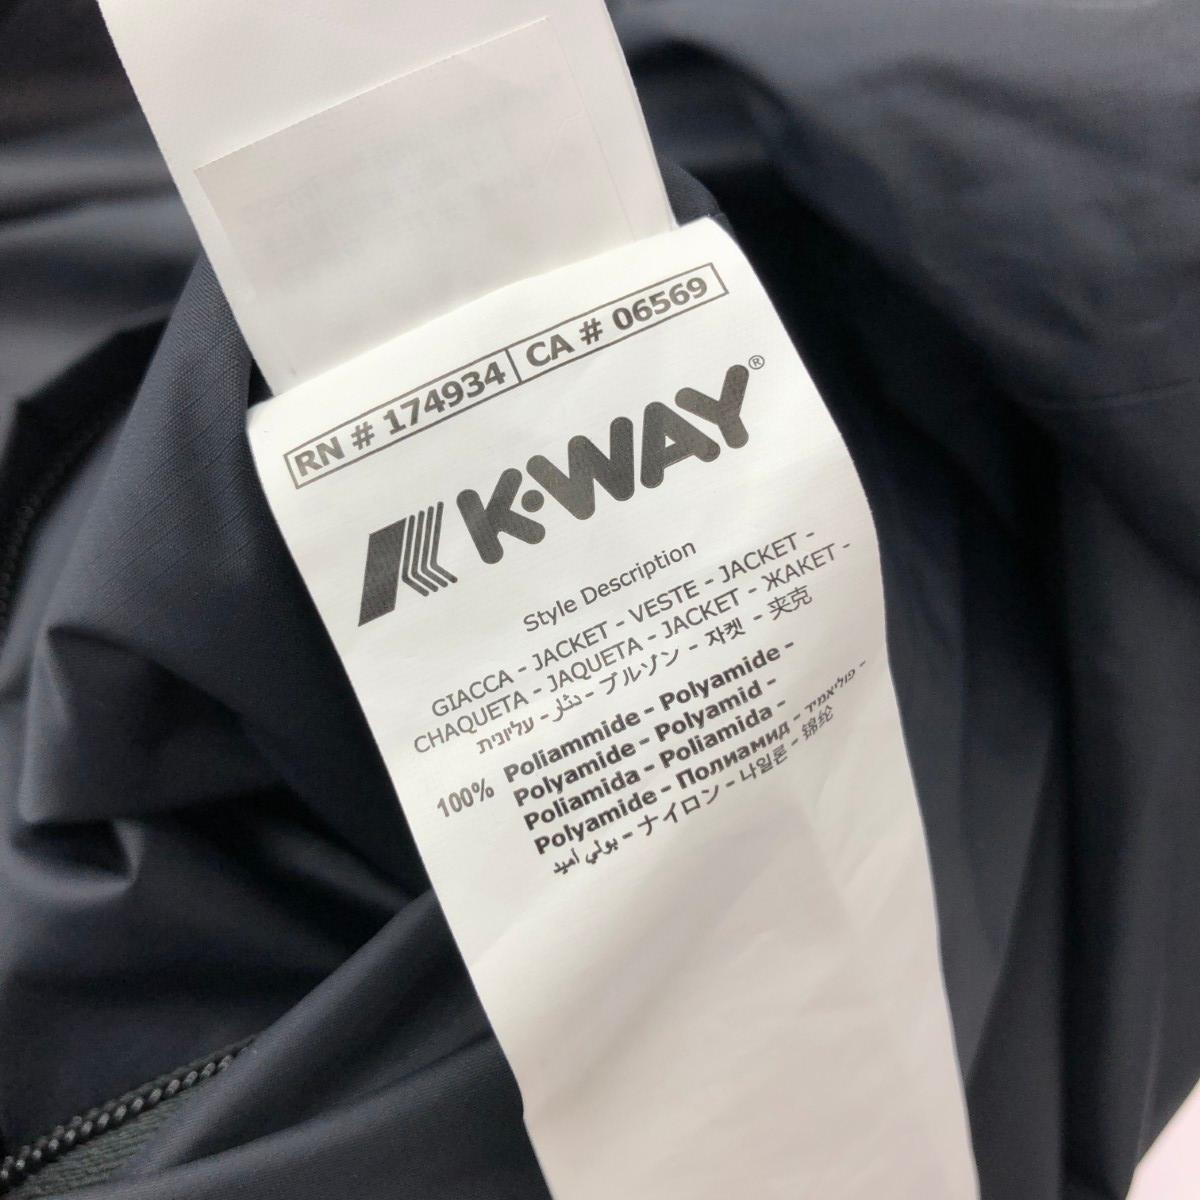 RN # 174934 | CA # 06569
K·WAY®
Style Description
GIACCA - JACKET - VESTE - JACKET -
CHAQUETA - JAQUETA - JACKET - ЖАКЕТ -
עליונית - دثار - ブルゾン - 자켓 - 夹克
100% Poliammide - Polyamide -
Polyamide - Polyamid -
Poliamida - Poliamida -
Polyamide - Полиамид - פוליאמיד -
بولي أميد - ナイロン - 나일론 - 锦纶